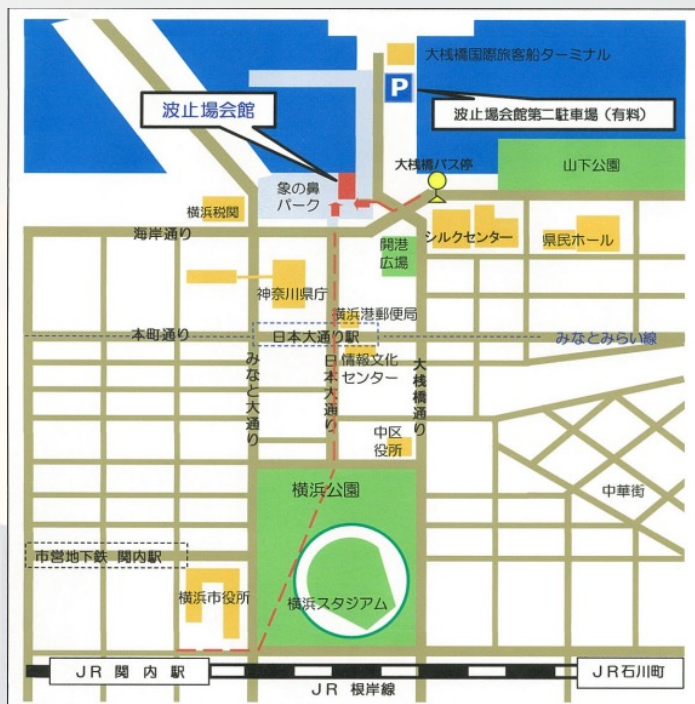 大桟橋国際旅客船ターミナル
P
波止場会館
波止場会館第二駐車場（有料）
大桟橋バス停
山下公園
象の鼻
パーク
横浜税関
海岸通り
シルクセンター
県民ホール
開港
広場
神奈川県庁
横浜港郵便局
本町通り
日本大通り駅
みなとみらい線
情報文化
センター
みなと大通り
日本大通り
大桟橋通り
中区
役所
横浜公園
中華街
市営地下鉄 関内駅
横浜市役所
横浜スタジアム
ＪＲ 関 内 駅
ＪＲ石川町
ＪＲ 根岸線